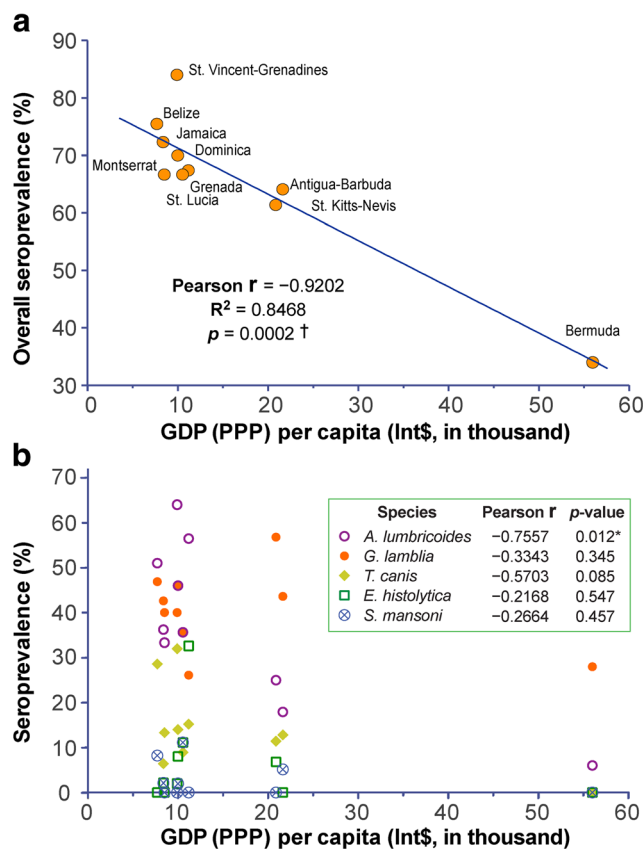 a
Overall seroprevalence (%)
90
80
70
60
50
40
30
St. Vincent-Grenadines
Belize
Jamaica
Dominica
Montserrat
Grenada
St. Lucia
Antigua-Barbuda
St. Kitts-Nevis
Bermuda
Pearson r = −0.9202
R² = 0.8468
p = 0.0002 †
0 10 20 30 40 50 60
GDP (PPP) per capita (Int$, in thousand)
b
Seroprevalence (%)
70
60
50
40
30
20
10
0
Species Pearson r p-value
A. lumbricoides −0.7557 0.012*
G. lamblia −0.3343 0.345
T. canis −0.5703 0.085
E. histolytica −0.2168 0.547
S. mansoni −0.2664 0.457
0 10 20 30 40 50 60
GDP (PPP) per capita (Int$, in thousand)